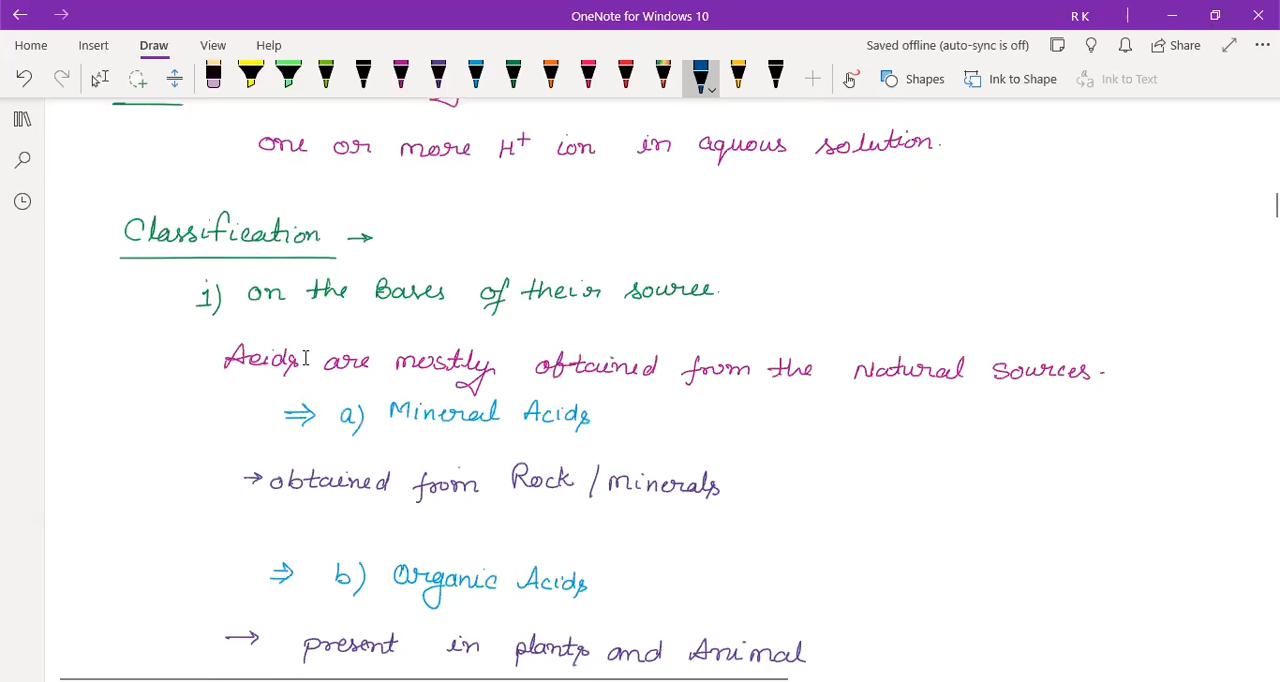 OneNote for Windows 10
R K
Home Insert Draw View Help
Saved offline (auto-sync is off)
Share
Shapes
Ink to Shape
Ink to Text
one or more H+ ion in aquous solution.
Classification →
i) on the Bases of their source.
Acids are mostly obtained from the Natural Sources.
⇒ a) Mineral Acids
→ obtained from Rock / Minerals
⇒ b) Organic Acids
→ present in plants and Animal